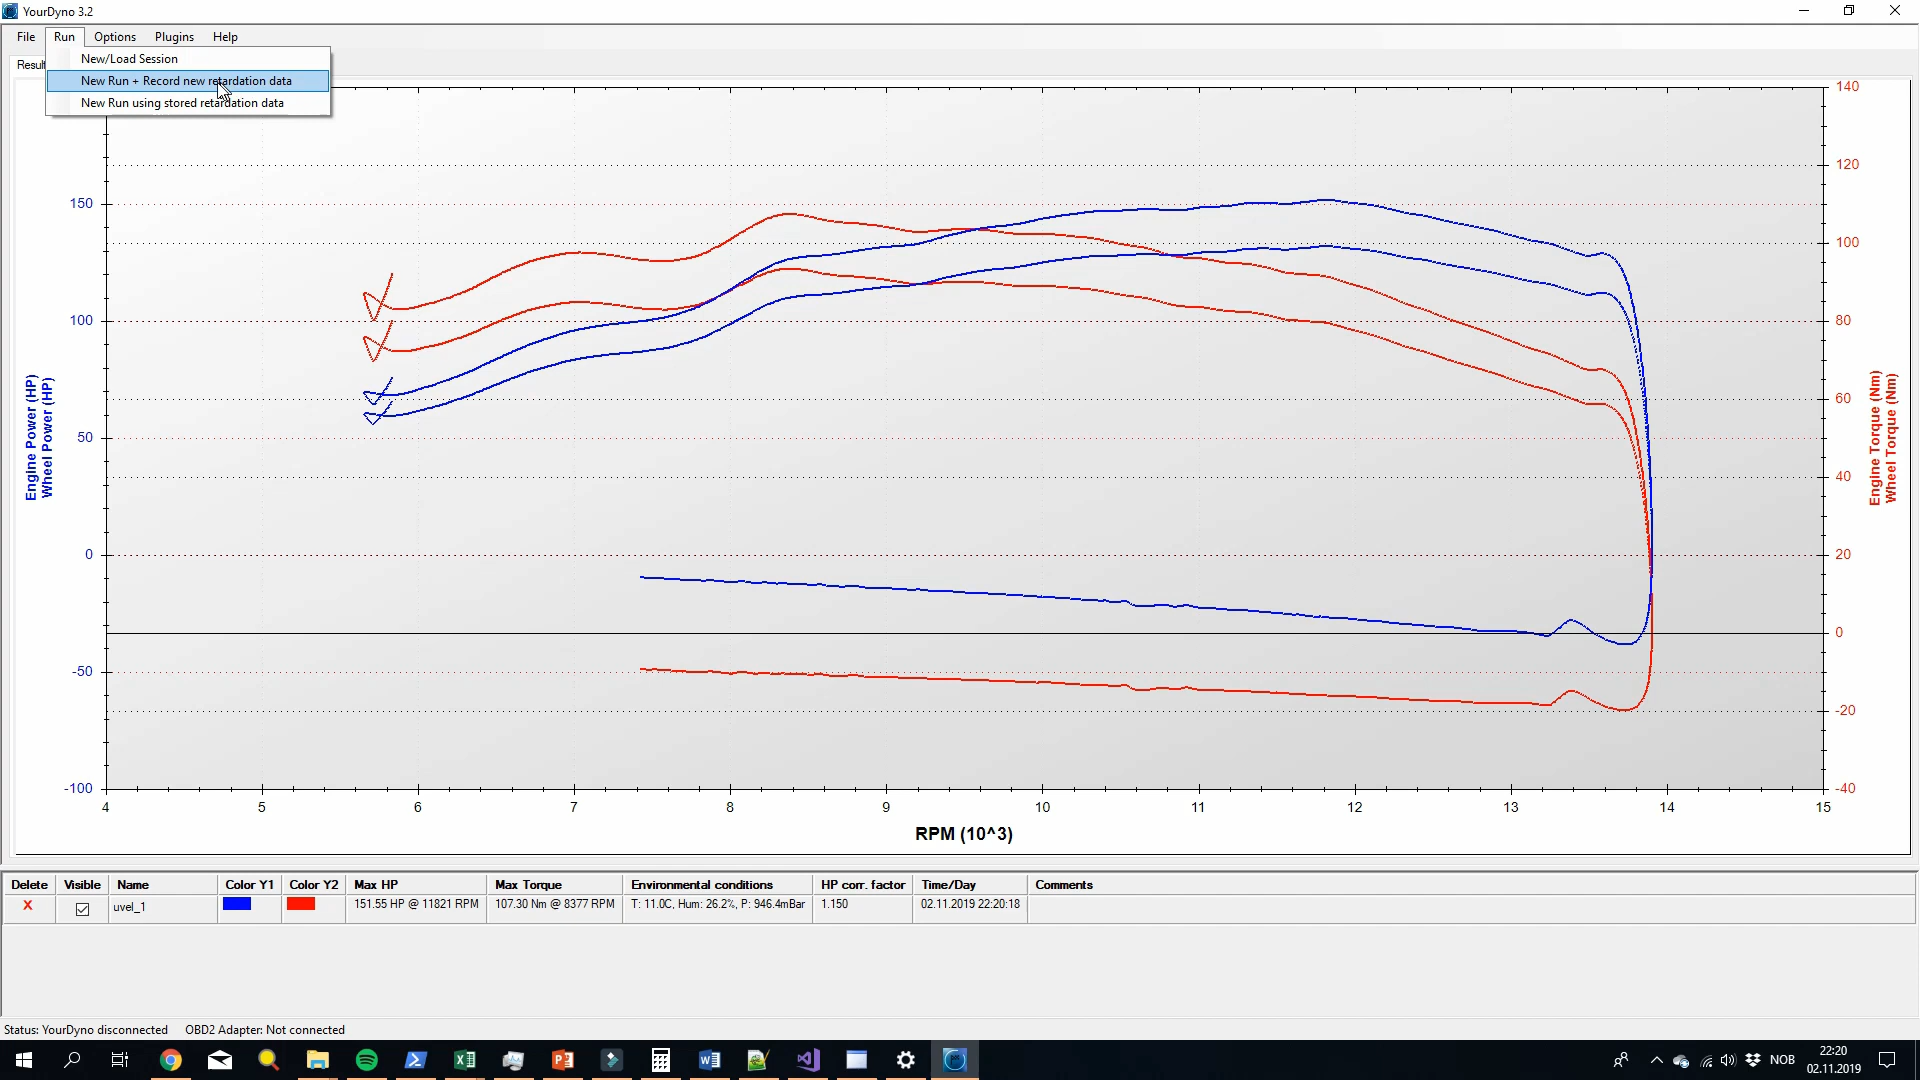 YourDyno 3.2
File Run Options Plugins Help
New/Load Session
Result
New Run + Record new retardation data
New Run using stored retardation data
150
100
50
0
-50
-100
Engine Power (HP)
Wheel Power (HP)
140
120
100
80
60
40
20
0
-20
-40
Engine Torque (Nm)
Wheel Torque (Nm)
4 5 6 7 8 9 10 11 12 13 14 15
RPM (10^3)
Delete Visible Name Color Y1 Color Y2 Max HP Max Torque Environmental conditions HP corr. factor Time/Day Comments
X uvel_1 151.55 HP @ 11821 RPM 107.30 Nm @ 8377 RPM T: 11.0C, Hum: 26.2%, P: 946.4mBar 1.150 02.11.2019 22:20:18
Status: YourDyno disconnected OBD2 Adapter: Not connected
NOB
22:20
02.11.2019